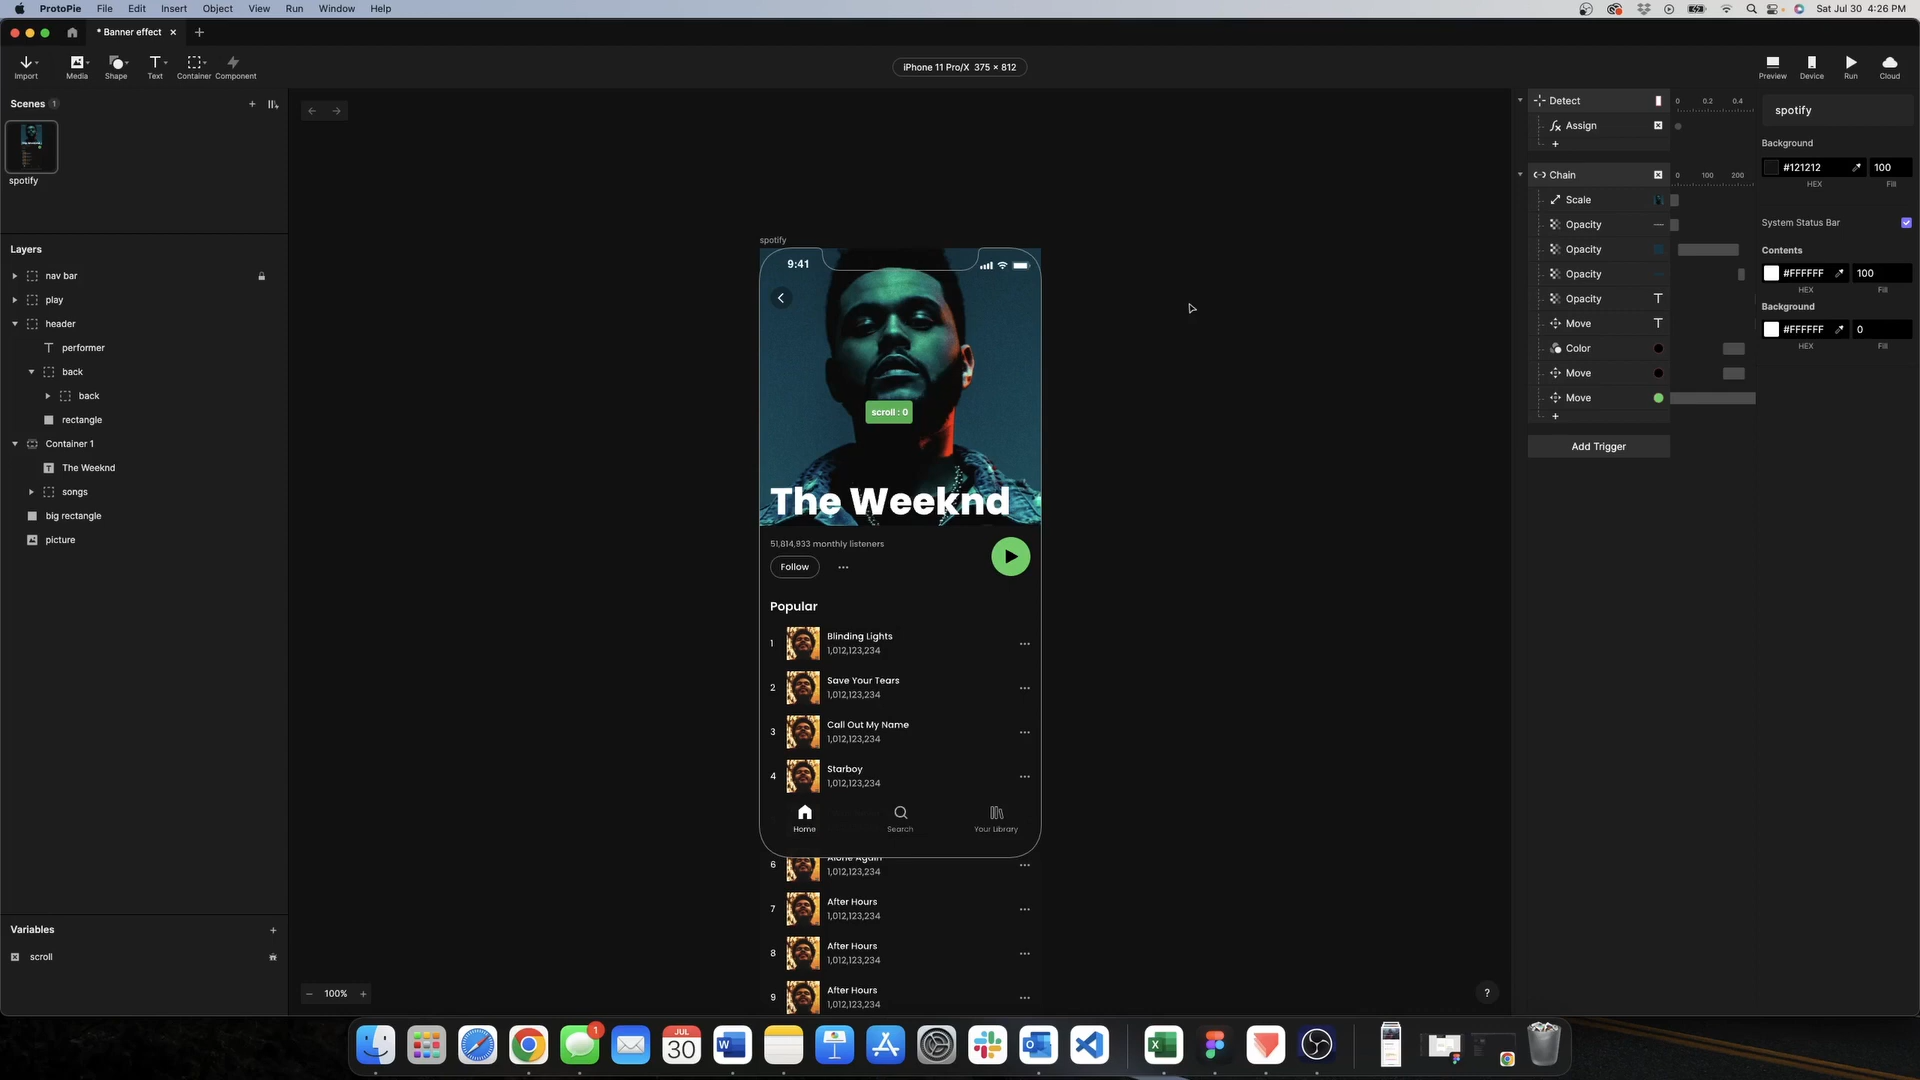 ProtoPie File Edit Insert Object View Run Window Help Sat Jul 30 4:26 PM
* Banner effect
Import Media Shape Text Container Component
iPhone 11 Pro/X 375 × 812
Preview Device Run Cloud
Scenes 1
spotify
Layers
nav bar
play
header
performer
back
back
rectangle
Container 1
The Weeknd
songs
big rectangle
picture
Variables
scroll
100%
spotify
9:41
scroll : 0
The Weeknd
51,814,933 monthly listeners
Follow
Popular
1
Blinding Lights
1,012,123,234
2
Save Your Tears
1,012,123,234
3
Call Out My Name
1,012,123,234
4
Starboy
1,012,123,234
Home Search Your Library
6
Alone Again
1,012,123,234
7
After Hours
1,012,123,234
8
After Hours
1,012,123,234
9
After Hours
1,012,123,234
?
Detect
0 0.2 0.4
Assign
Chain
0 100 200
Scale
Opacity
Opacity
Opacity
Opacity
Move
Color
Move
Move
Add Trigger
spotify
Background
#121212 100
HEX Fill
System Status Bar
Contents
#FFFFFF 100
HEX Fill
Background
#FFFFFF 0
HEX Fill
1
JUL
30